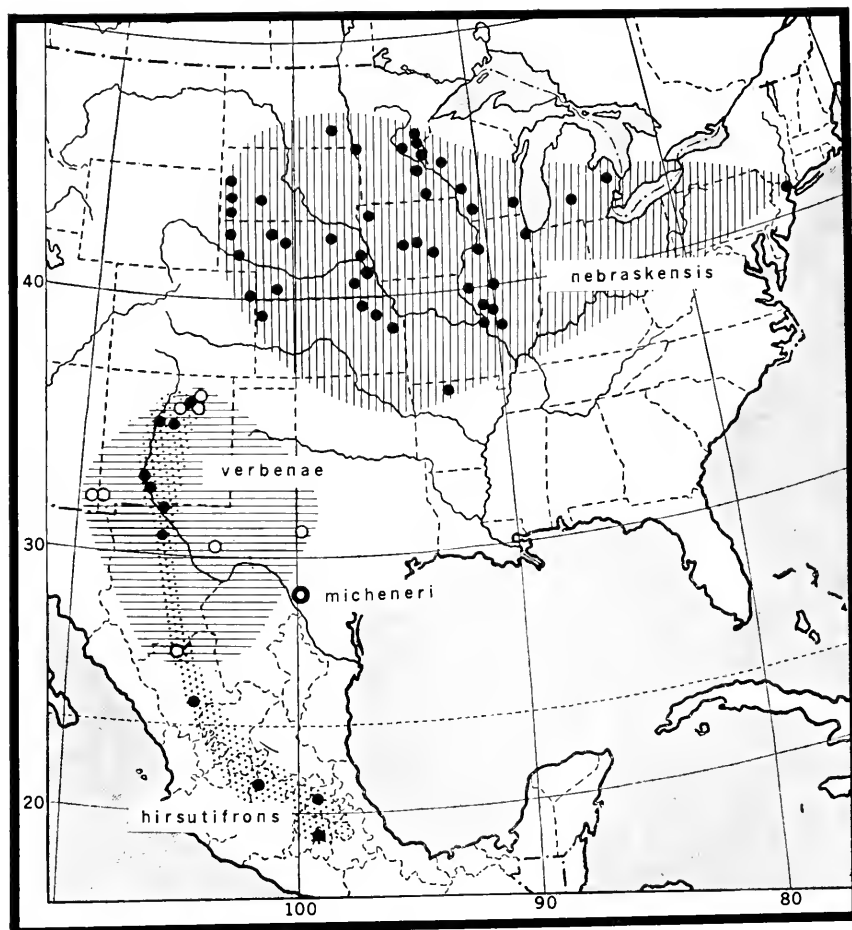 40
nebraskensis
verbenae
30
micheneri
20
hirsutifrons
100 90 80